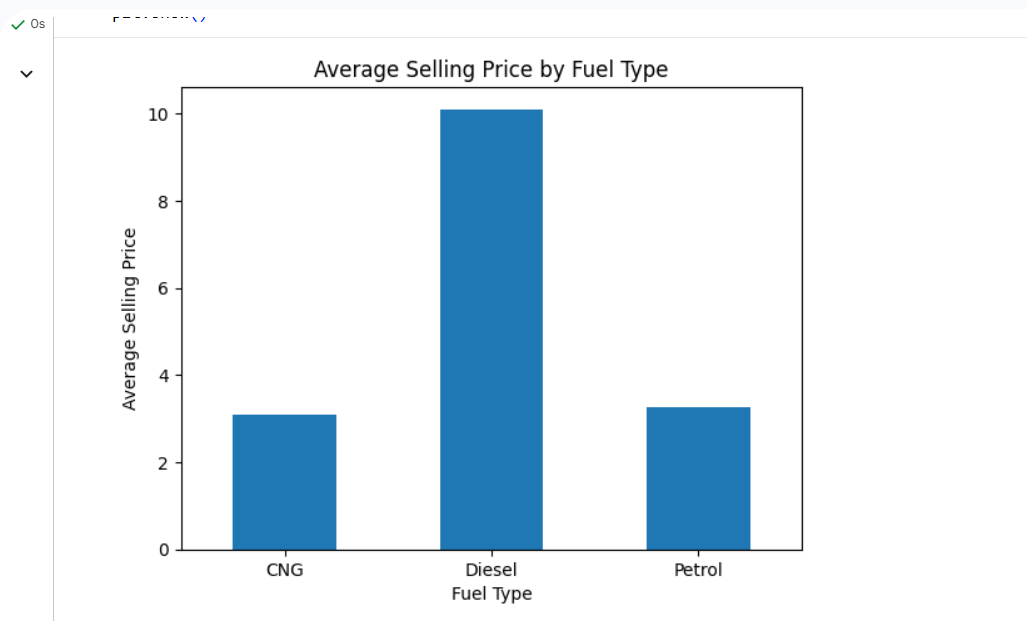 0s
Average Selling Price by Fuel Type
10
8
6
4
2
0
Average Selling Price
CNG Diesel Petrol
Fuel Type